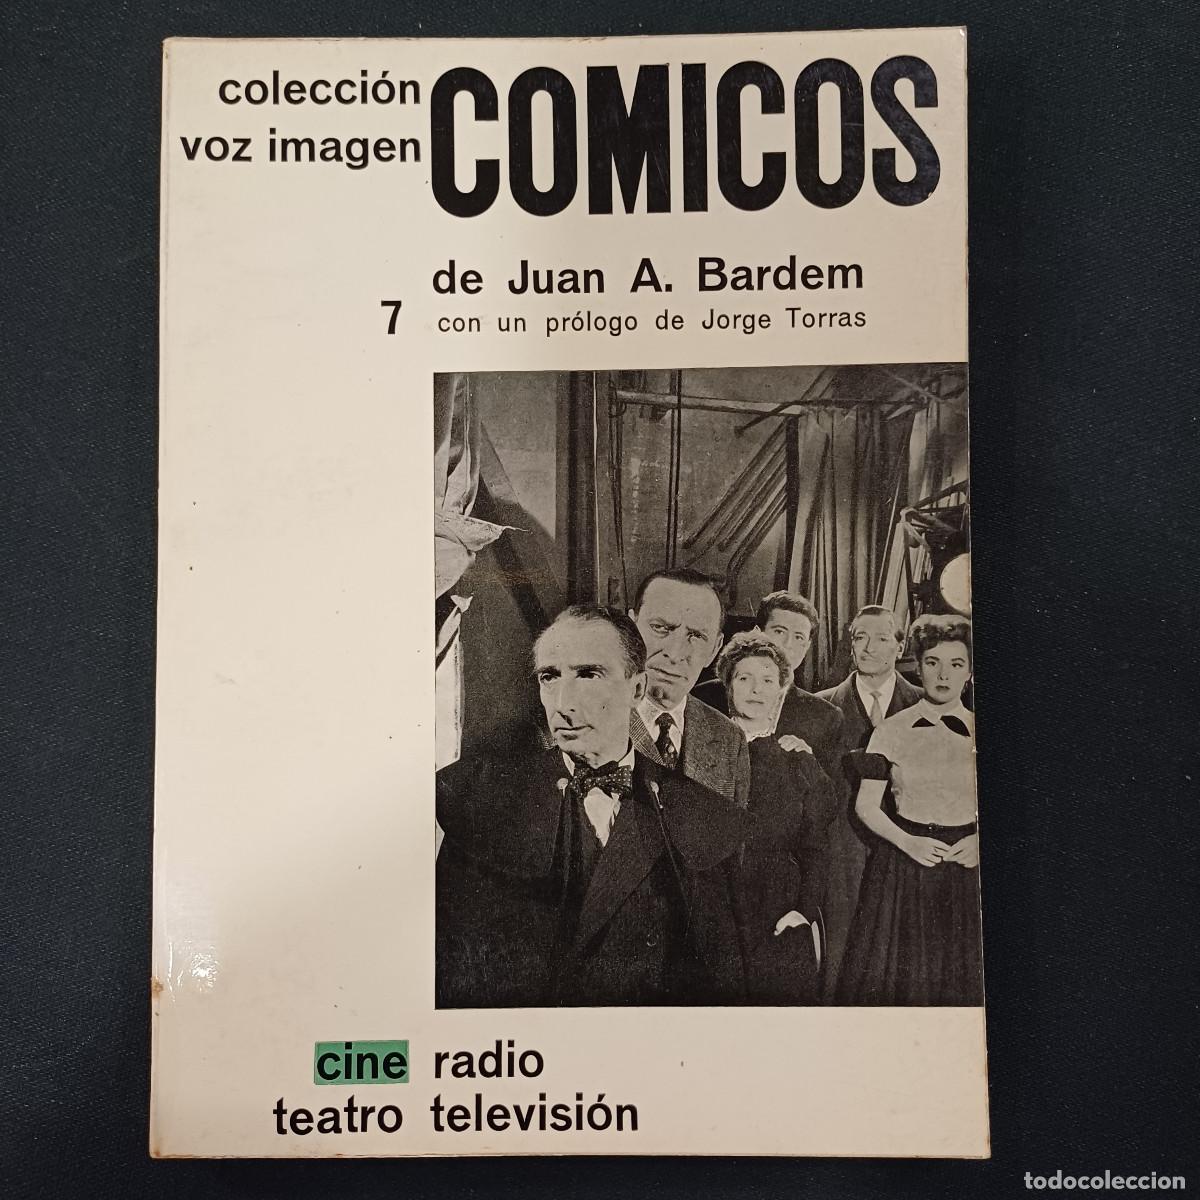 colección
voz imagen
COMICOS
de Juan A. Bardem
7 con un prólogo de Jorge Torras
cine radio
teatro televisión
todocoleccion